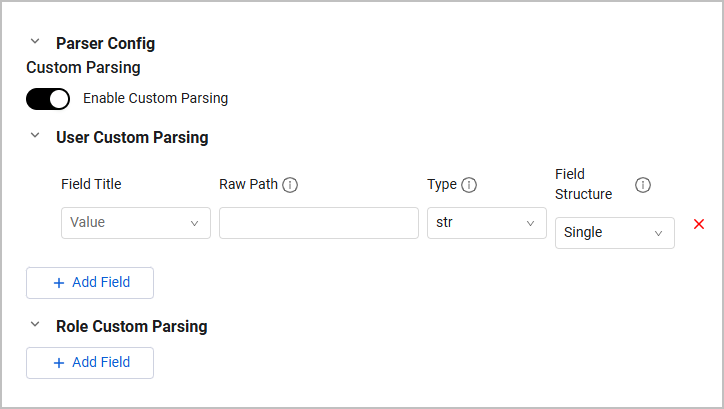 Parser Config
Custom Parsing
Enable Custom Parsing
User Custom Parsing
Field Title Raw Path Type Field Structure
Value str Single
Add Field
Role Custom Parsing
Add Field